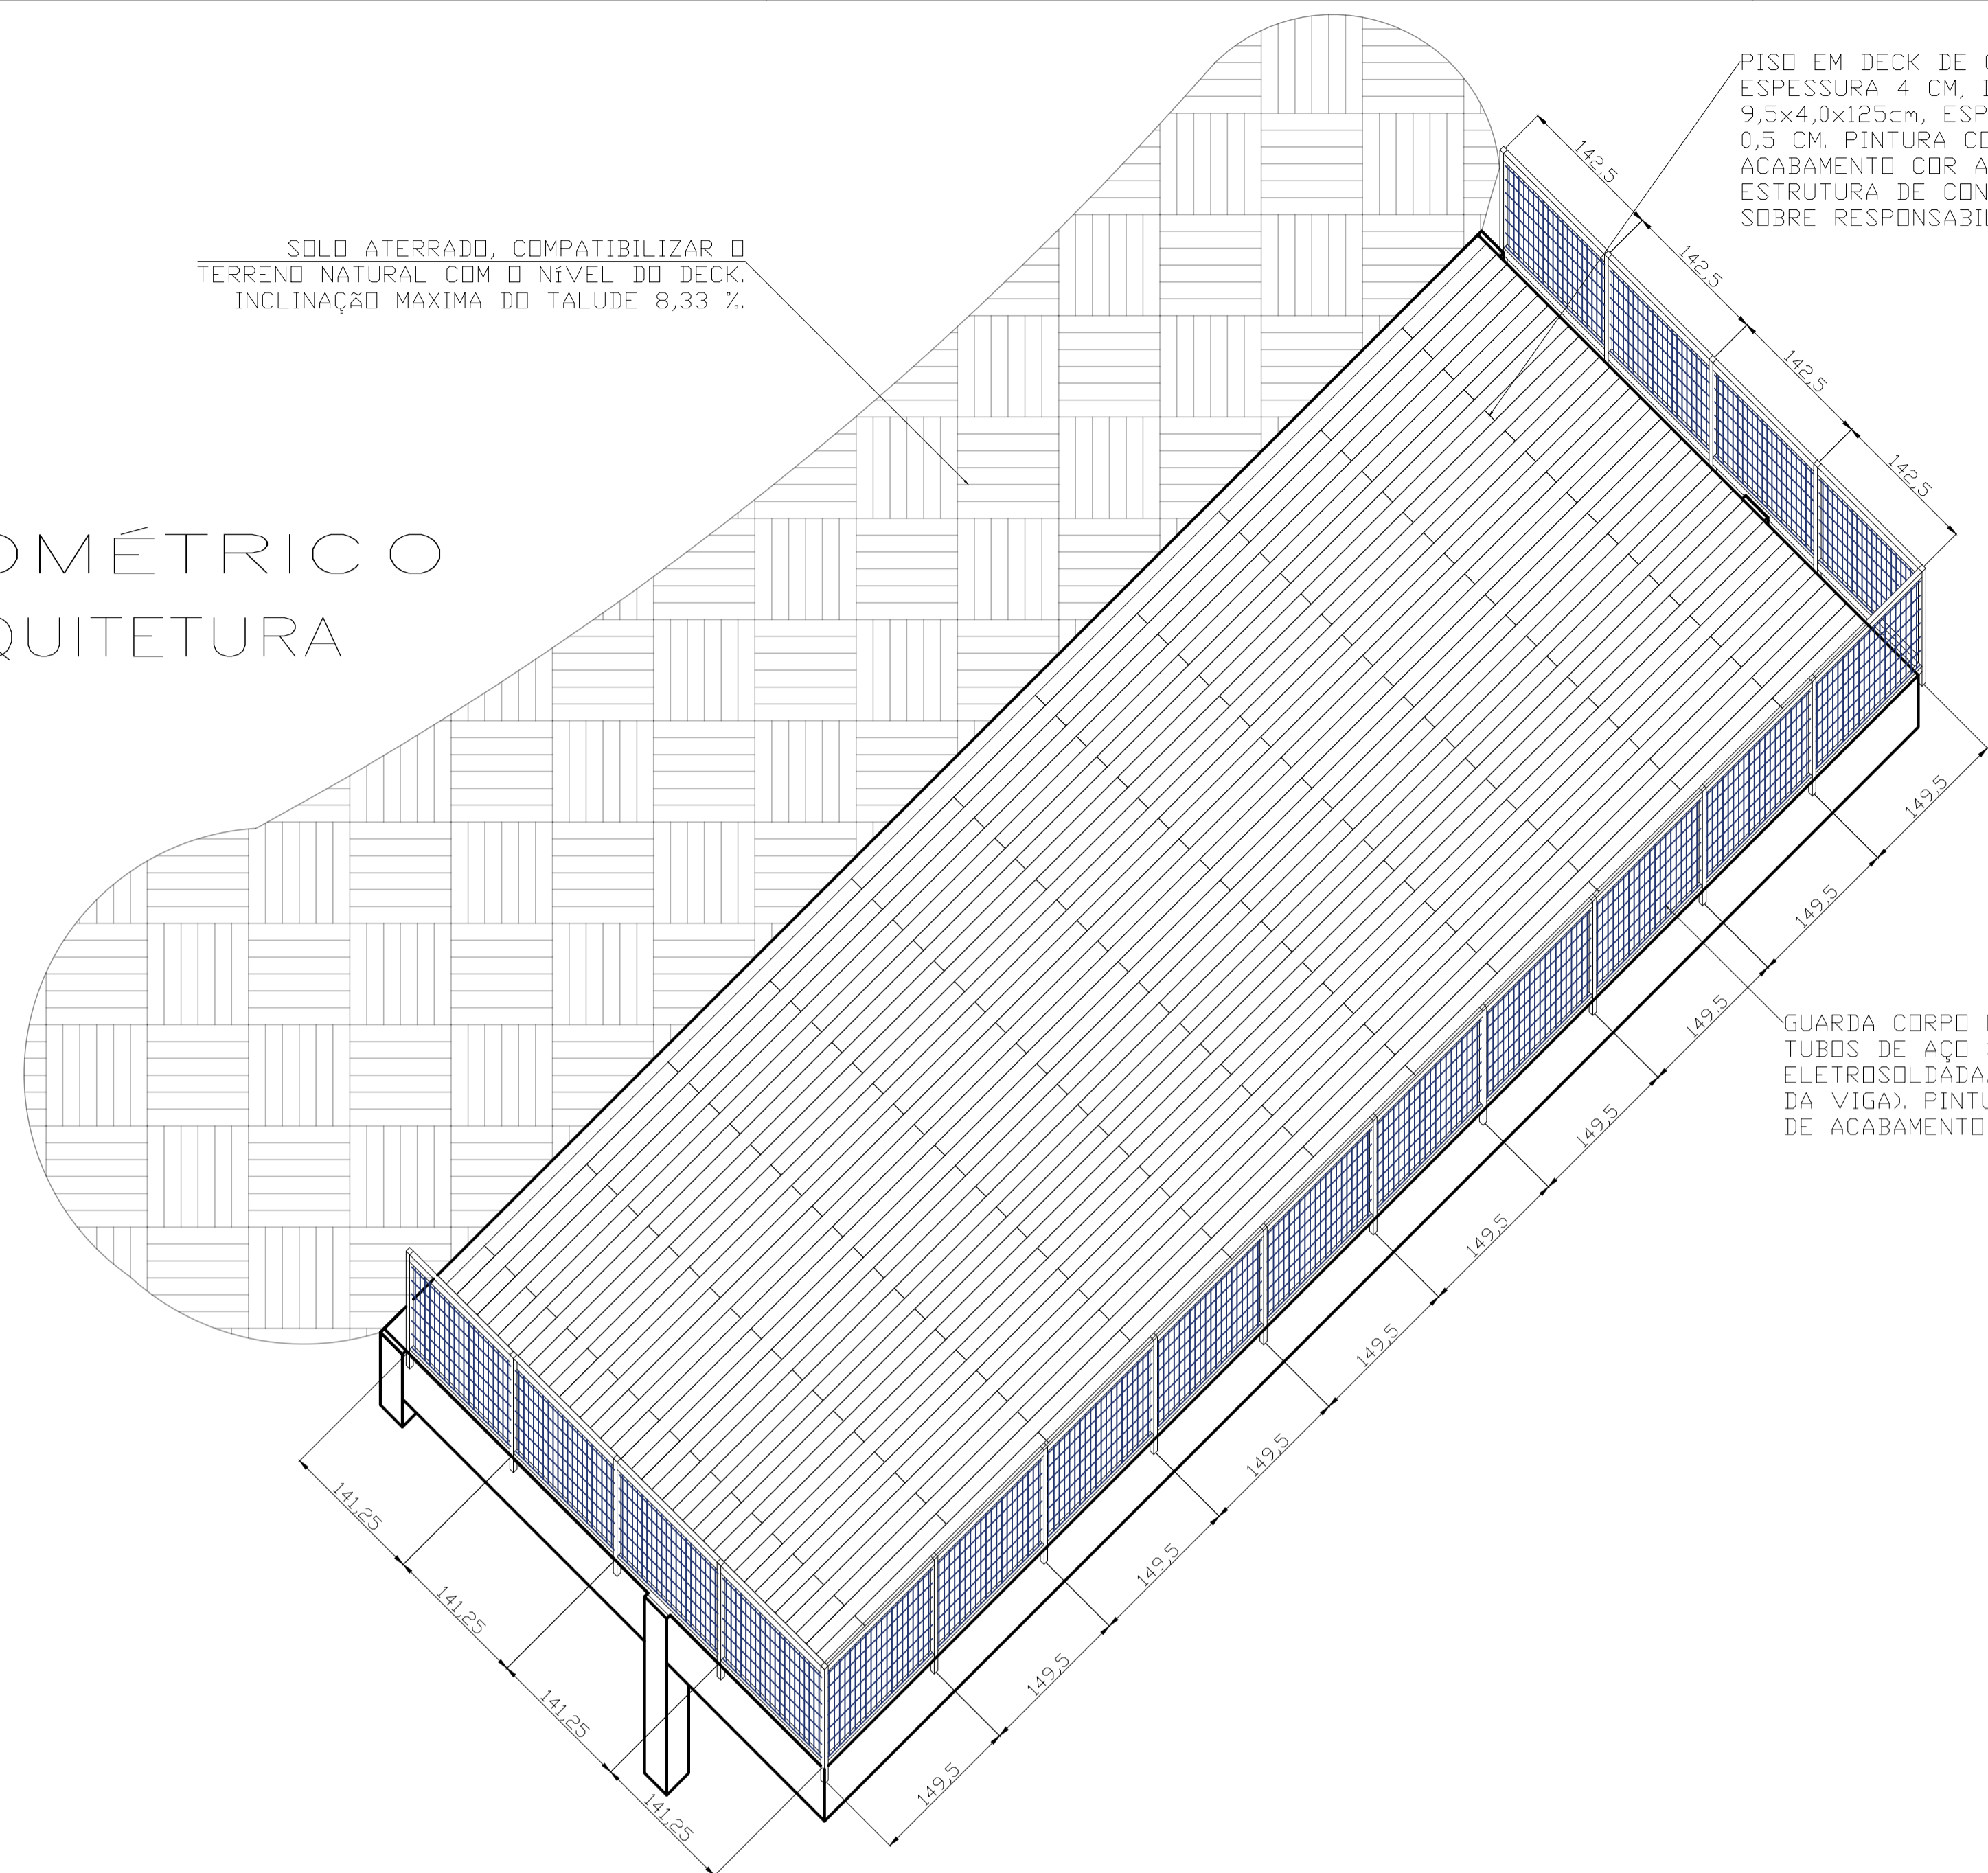 PISO EM DECK DE
ESPESSURA 4 CM,
9,5x4,0x125cm, ESP
0,5 CM. PINTURA CO
ACABAMENTO COR A
ESTRUTURA DE CON
SOBRE RESPONSABIL
142,5
142,5
142,5
142,5
SOLO ATERRADO, COMPATIBILIZAR O
TERRENO NATURAL COM O NíVEL DO DECK.
INCLINAÇãO MAXIMA DO TALUDE 8,33 %.
OMÉTRICO
QUITETURA
149,5
149,5
149,5
149,5
149,5
149,5
149,5
149,5
149,5
149,5
GUARDA CORPO
TUBOS DE AÇO
ELETROSOLDADA.
DA VIGA). PINTU
DE ACABAMENTO
141,25
141,25
141,25
141,25